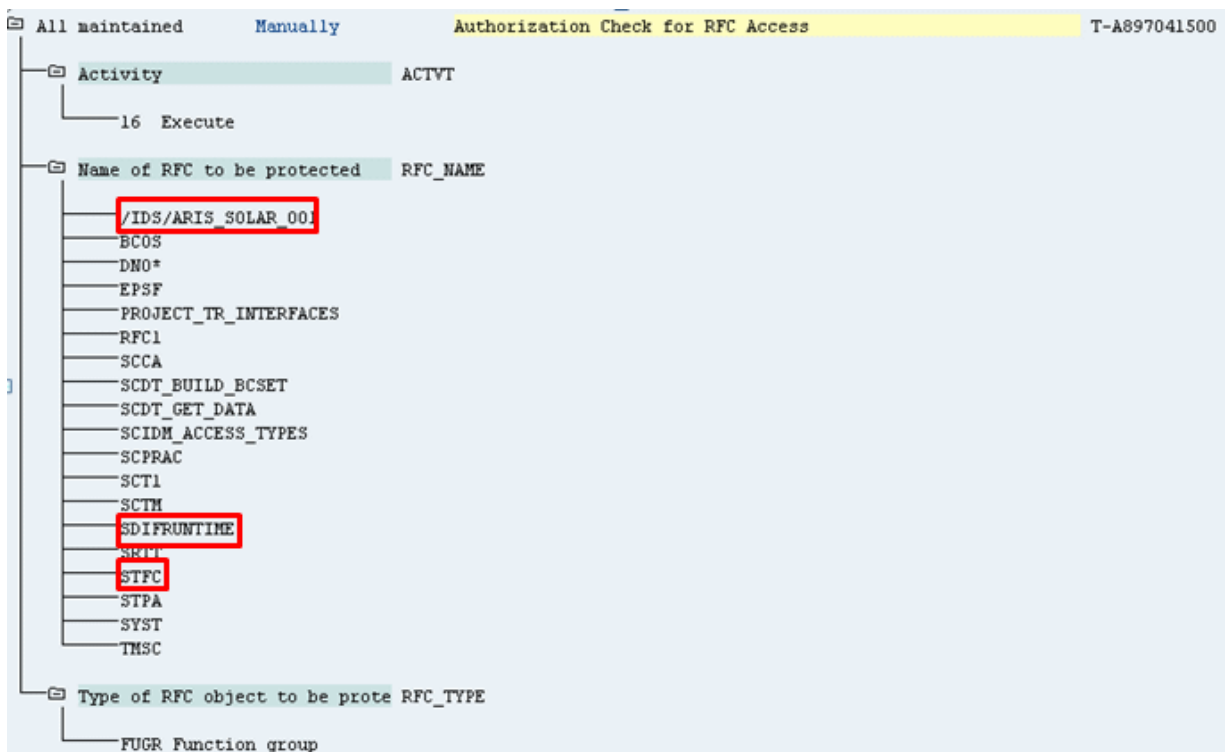 All maintained Manually Authorization Check for RFC Access T-A897041500
Activity ACTVT
16 Execute
Name of RFC to be protected RFC_NAME
/IDS/ARIS_SOLAR_001
BCOS
DNO*
EPSF
PROJECT_TR_INTERFACES
RFC1
SCCA
SCDT_BUILD_BCSET
SCDT_GET_DATA
SCIDM_ACCESS_TYPES
SCPRAC
SCT1
SCTM
SDIFRUNTIME
SRTT
STFC
STPA
SYST
TMSC
Type of RFC object to be prote RFC_TYPE
FUGR Function group